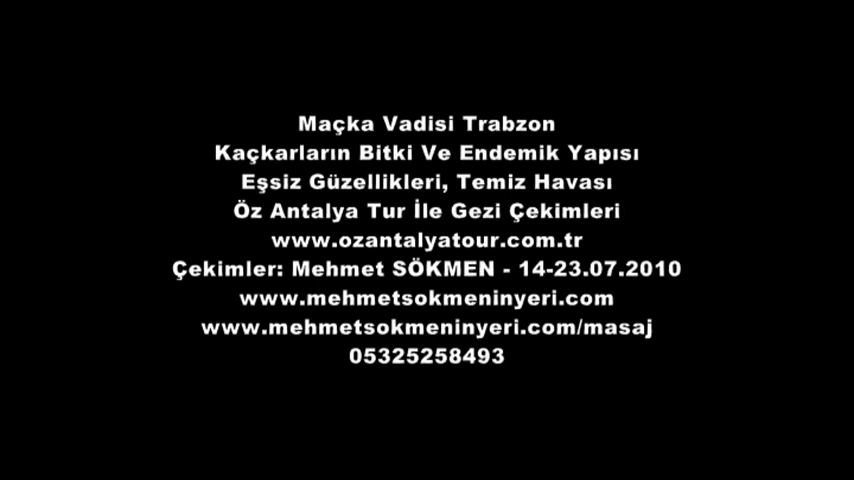 Maçka Vadisi Trabzon
Kaçkarların Bitki Ve Endemik Yapısı
Eşsiz Güzellikleri, Temiz Havası
Öz Antalya Tur İle Gezi Çekimleri
www.ozantalyatour.com.tr
Çekimler: Mehmet SÖKMEN - 14-23.07.2010
www.mehmetsokmeninyeri.com
www.mehmetsokmeninyeri.com/masaj
05325258493